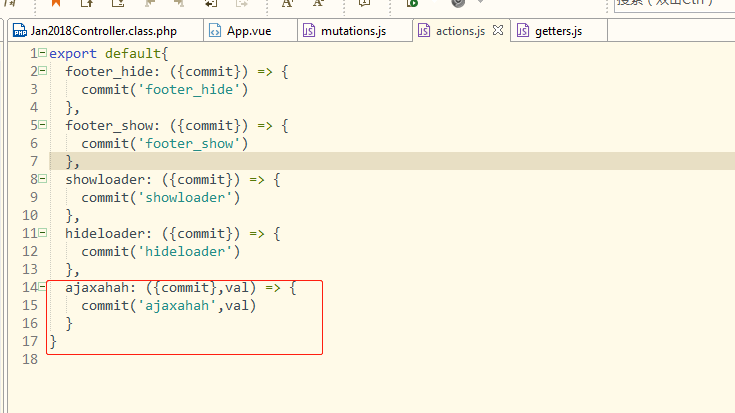 搜索（双击Ctrl）
Jan2018Controller.class.php App.vue mutations.js actions.js getters.js
1 export default{
2 footer_hide: ({commit}) => {
3 commit('footer_hide')
4 },
5 footer_show: ({commit}) => {
6 commit('footer_show')
7 },
8 showloader: ({commit}) => {
9 commit('showloader')
10 },
11 hideloader: ({commit}) => {
12 commit('hideloader')
13 },
14 ajaxahah: ({commit},val) => {
15 commit('ajaxahah',val)
16 }
17 }
18